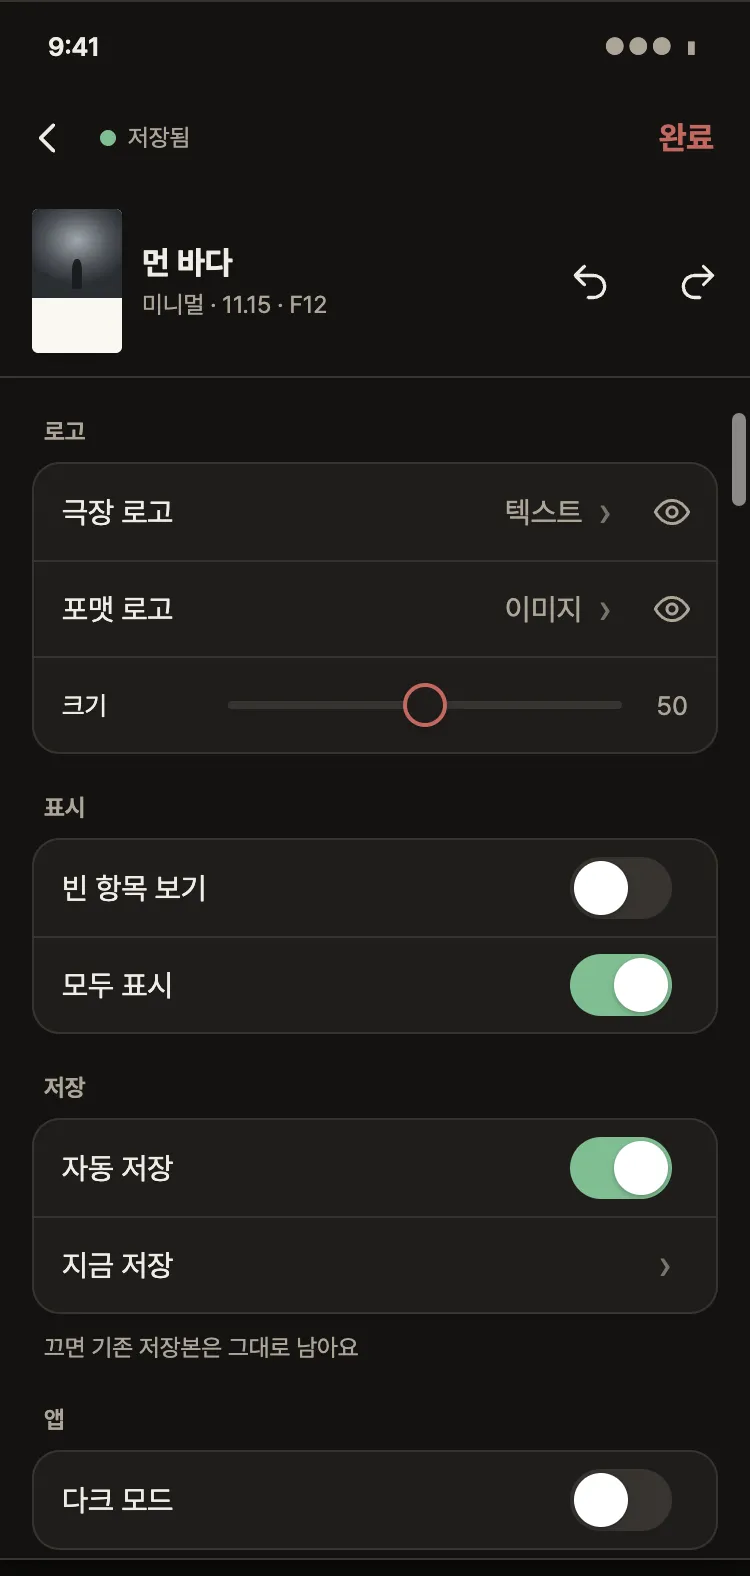 9:41
저장됨
완료
먼 바다
미니멀 · 11.15 · F12
로고
극장 로고 텍스트 ›
포맷 로고 이미지 ›
크기 50
표시
빈 항목 보기
모두 표시
저장
자동 저장
지금 저장 ›
끄면 기존 저장본은 그대로 남아요
앱
다크 모드